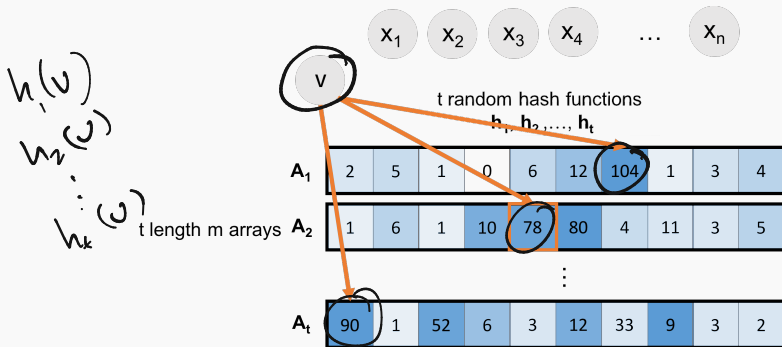 x1 x2 x3 x4 … xn
v
h1(v)
h2(v)
⋮
ht(v)
t random hash functions
h1, h2 ,…, ht
t length m arrays
A1 2 5 1 0 6 12 104 1 3 4
A2 1 6 1 10 78 80 4 11 3 5
⋮
At 90 1 52 6 3 12 33 9 3 2